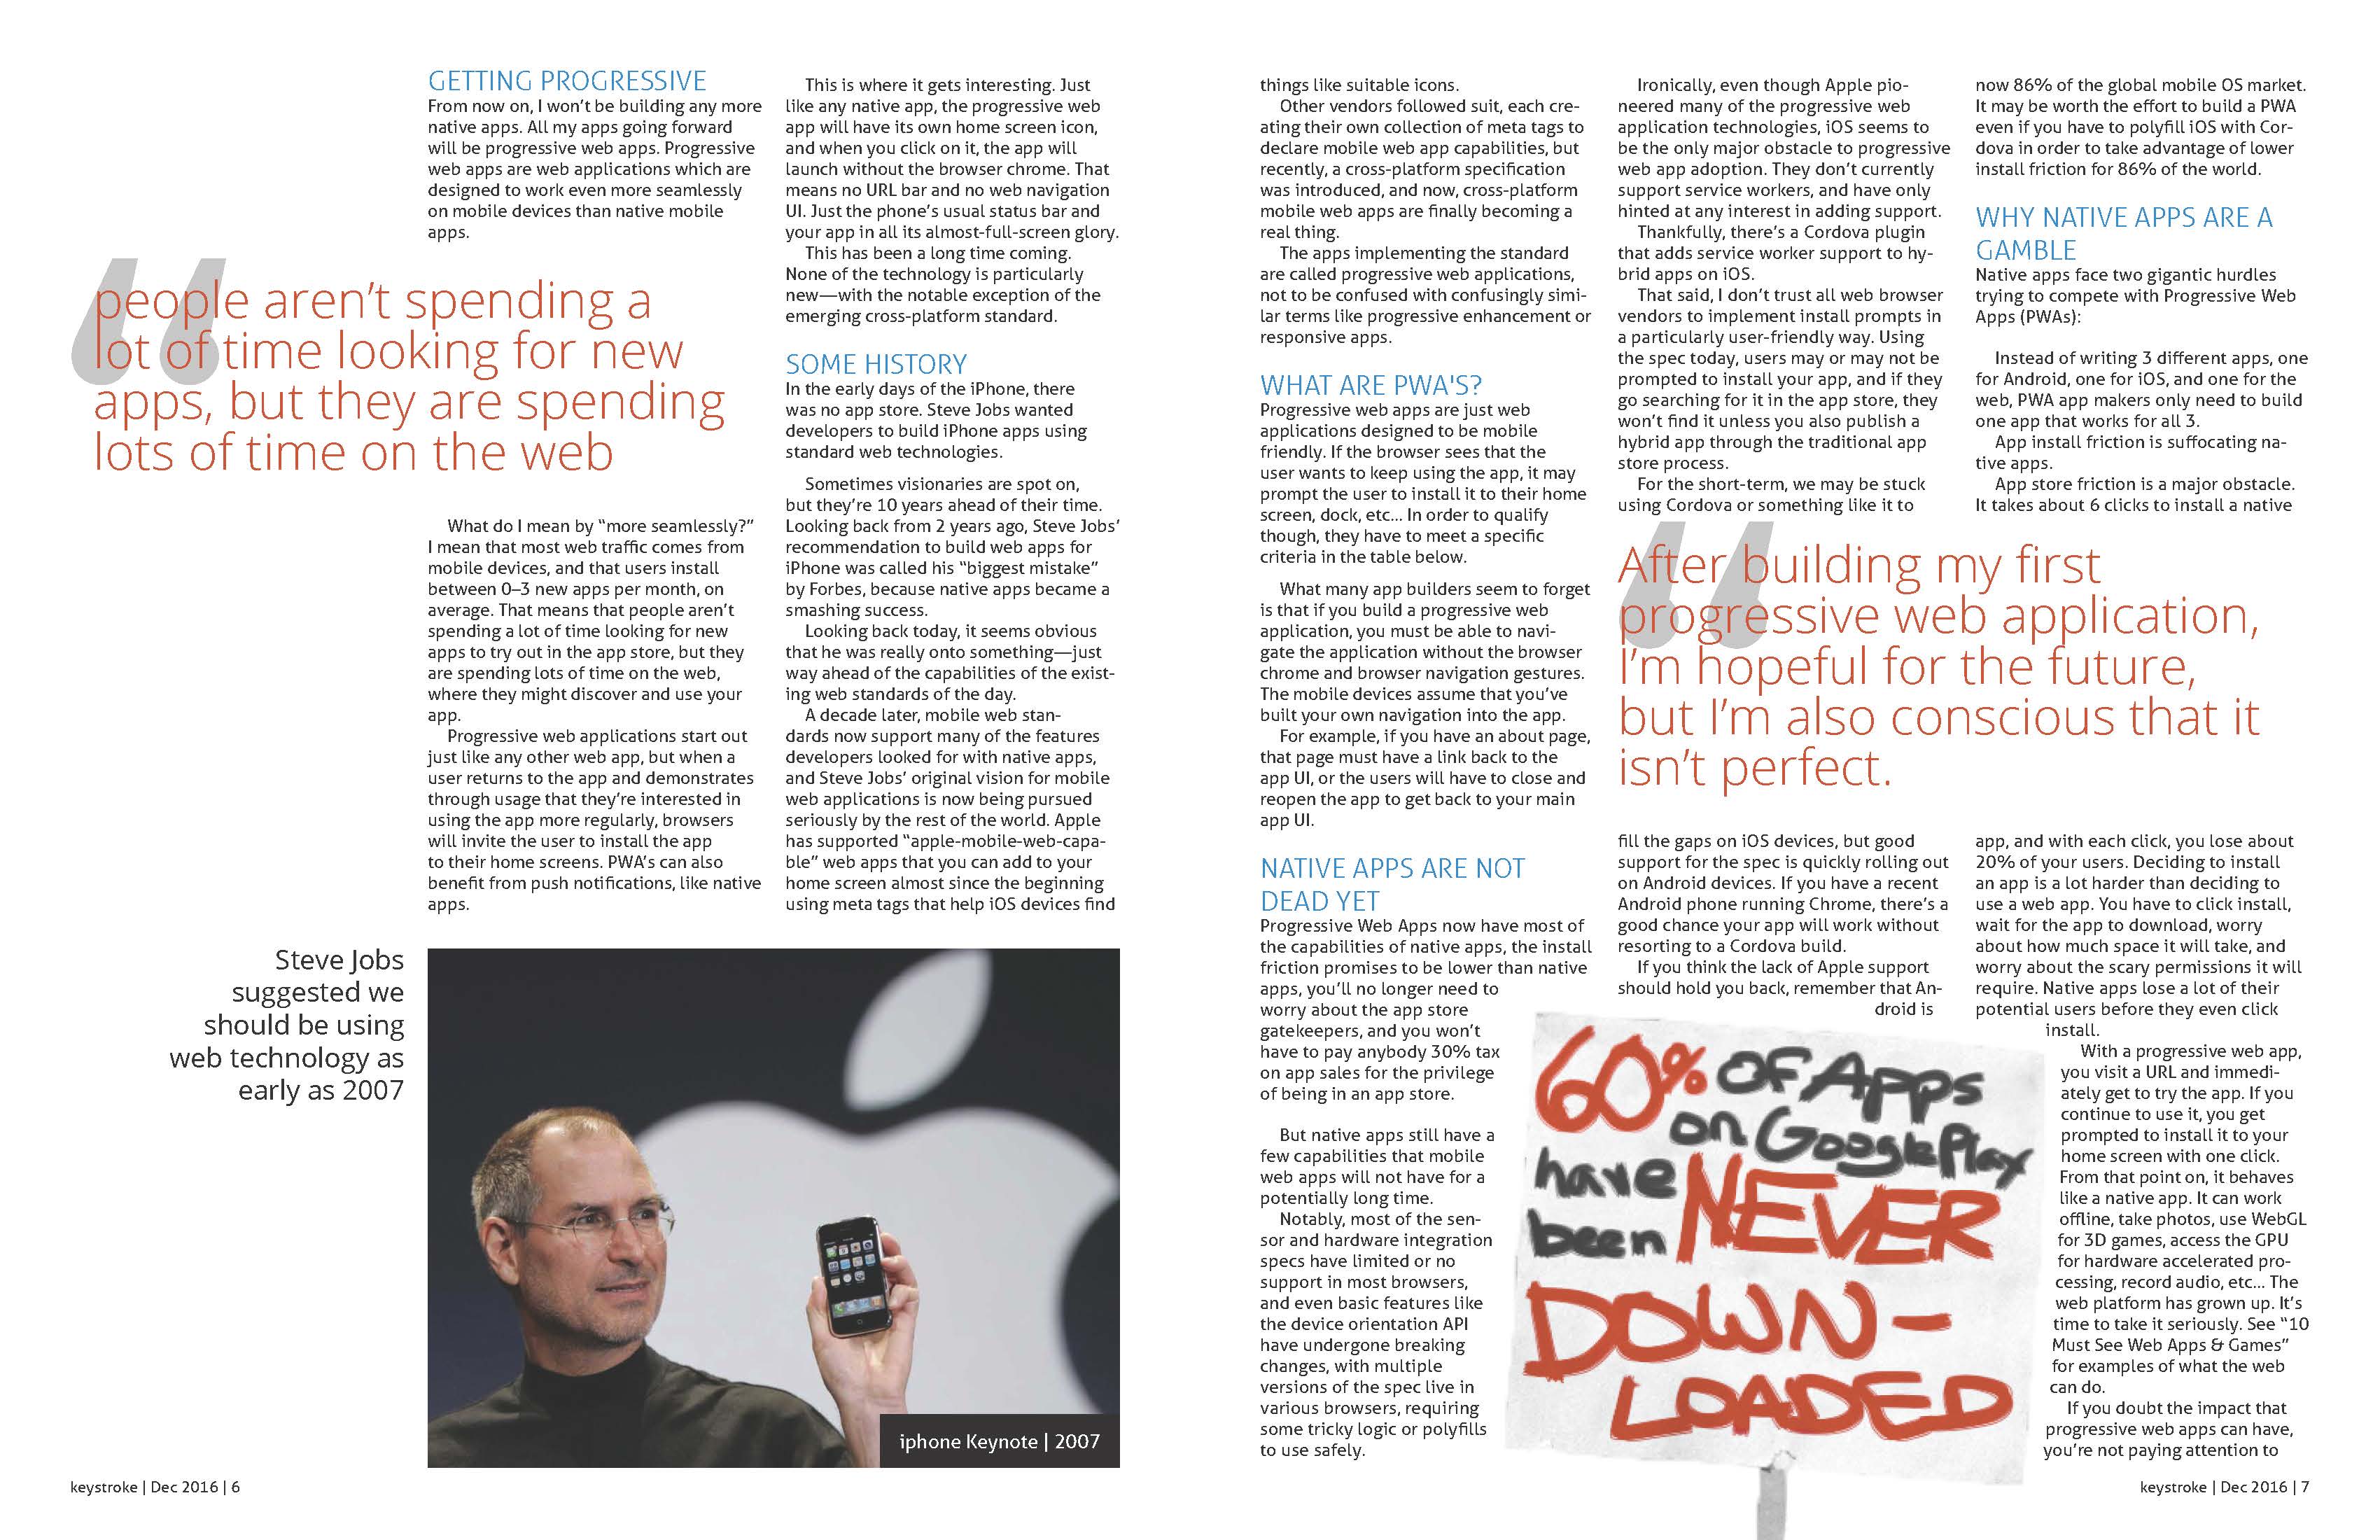 GETTING PROGRESSIVE
From now on, I won't be building any more
native apps. All my apps going forward
will be progressive web apps. Progressive
web apps are web applications which are
designed to work even more seamlessly
on mobile devices than native mobile
apps.
people aren't spending a
lot of time looking for new
apps, but they are spending
lots of time on the web
What do I mean by “more seamlessly?”
I mean that most web traffic comes from
mobile devices, and that users install
between 0–3 new apps per month, on
average. That means that people aren't
spending a lot of time looking for new
apps to try out in the app store, but they
are spending lots of time on the web,
where they might discover and use your
app.
Progressive web applications start out
just like any other web app, but when a
user returns to the app and demonstrates
through usage that they're interested in
using the app more regularly, browsers
will invite the user to install the app
to their home screens. PWA's can also
benefit from push notifications, like native
apps.
Steve Jobs
suggested we
should be using
web technology as
early as 2007
This is where it gets interesting. Just
like any native app, the progressive web
app will have its own home screen icon,
and when you click on it, the app will
launch without the browser chrome. That
means no URL bar and no web navigation
UI. Just the phone's usual status bar and
your app in all its almost-full-screen glory.
This has been a long time coming.
None of the technology is particularly
new—with the notable exception of the
emerging cross-platform standard.
SOME HISTORY
In the early days of the iPhone, there
was no app store. Steve Jobs wanted
developers to build iPhone apps using
standard web technologies.
Sometimes visionaries are spot on,
but they're 10 years ahead of their time.
Looking back from 2 years ago, Steve Jobs'
recommendation to build web apps for
iPhone was called his “biggest mistake”
by Forbes, because native apps became a
smashing success.
Looking back today, it seems obvious
that he was really onto something—just
way ahead of the capabilities of the exist-
ing web standards of the day.
A decade later, mobile web stan-
dards now support many of the features
developers looked for with native apps,
and Steve Jobs' original vision for mobile
web applications is now being pursued
seriously by the rest of the world. Apple
has supported “apple-mobile-web-capa-
ble” web apps that you can add to your
home screen almost since the beginning
using meta tags that help iOS devices find
iphone Keynote | 2007
keystroke | Dec 2016 | 6
things like suitable icons.
Other vendors followed suit, each cre-
ating their own collection of meta tags to
declare mobile web app capabilities, but
recently, a cross-platform specification
was introduced, and now, cross-platform
mobile web apps are finally becoming a
real thing.
The apps implementing the standard
are called progressive web applications,
not to be confused with confusingly simi-
lar terms like progressive enhancement or
responsive apps.
WHAT ARE PWA'S?
Progressive web apps are just web
applications designed to be mobile
friendly. If the browser sees that the
user wants to keep using the app, it may
prompt the user to install it to their home
screen, dock, etc... In order to qualify
though, they have to meet a specific
criteria in the table below.
What many app builders seem to forget
is that if you build a progressive web
application, you must be able to navi-
gate the application without the browser
chrome and browser navigation gestures.
The mobile devices assume that you've
built your own navigation into the app.
For example, if you have an about page,
that page must have a link back to the
app UI, or the users will have to close and
reopen the app to get back to your main
app UI.
NATIVE APPS ARE NOT
DEAD YET
Progressive Web Apps now have most of
the capabilities of native apps, the install
friction promises to be lower than native
apps, you'll no longer need to
worry about the app store
gatekeepers, and you won't
have to pay anybody 30% tax
on app sales for the privilege
of being in an app store.
But native apps still have a
few capabilities that mobile
web apps will not have for a
potentially long time.
Notably, most of the sen-
sor and hardware integration
specs have limited or no
support in most browsers,
and even basic features like
the device orientation API
have undergone breaking
changes, with multiple
versions of the spec live in
various browsers, requiring
some tricky logic or polyfills
to use safely.
Ironically, even though Apple pio-
neered many of the progressive web
application technologies, iOS seems to
be the only major obstacle to progressive
web app adoption. They don't currently
support service workers, and have only
hinted at any interest in adding support.
Thankfully, there's a Cordova plugin
that adds service worker support to hy-
brid apps on iOS.
That said, I don't trust all web browser
vendors to implement install prompts in
a particularly user-friendly way. Using
the spec today, users may or may not be
prompted to install your app, and if they
go searching for it in the app store, they
won't find it unless you also publish a
hybrid app through the traditional app
store process.
For the short-term, we may be stuck
using Cordova or something like it to
After building my first
progressive web application,
I'm hopeful for the future,
but I'm also conscious that it
isn't perfect.
fill the gaps on iOS devices, but good
support for the spec is quickly rolling out
on Android devices. If you have a recent
Android phone running Chrome, there's a
good chance your app will work without
resorting to a Cordova build.
If you think the lack of Apple support
should hold you back, remember that An-
droid is
60% OF APPs
on GooglePlay
have NEVER
been
DOWN-
LOADED
now 86% of the global mobile OS market.
It may be worth the effort to build a PWA
even if you have to polyfill iOS with Cor-
dova in order to take advantage of lower
install friction for 86% of the world.
WHY NATIVE APPS ARE A
GAMBLE
Native apps face two gigantic hurdles
trying to compete with Progressive Web
Apps (PWAs):
Instead of writing 3 different apps, one
for Android, one for iOS, and one for the
web, PWA app makers only need to build
one app that works for all 3.
App install friction is suffocating na-
tive apps.
App store friction is a major obstacle.
It takes about 6 clicks to install a native
app, and with each click, you lose about
20% of your users. Deciding to install
an app is a lot harder than deciding to
use a web app. You have to click install,
wait for the app to download, worry
about how much space it will take, and
worry about the scary permissions it will
require. Native apps lose a lot of their
potential users before they even click
install.
With a progressive web app,
you visit a URL and immedi-
ately get to try the app. If you
continue to use it, you get
prompted to install it to your
home screen with one click.
From that point on, it behaves
like a native app. It can work
offline, take photos, use WebGL
for 3D games, access the GPU
for hardware accelerated pro-
cessing, record audio, etc... The
web platform has grown up. It's
time to take it seriously. See “10
Must See Web Apps & Games”
for examples of what the web
can do.
If you doubt the impact that
progressive web apps can have,
you're not paying attention to
keystroke | Dec 2016 | 7